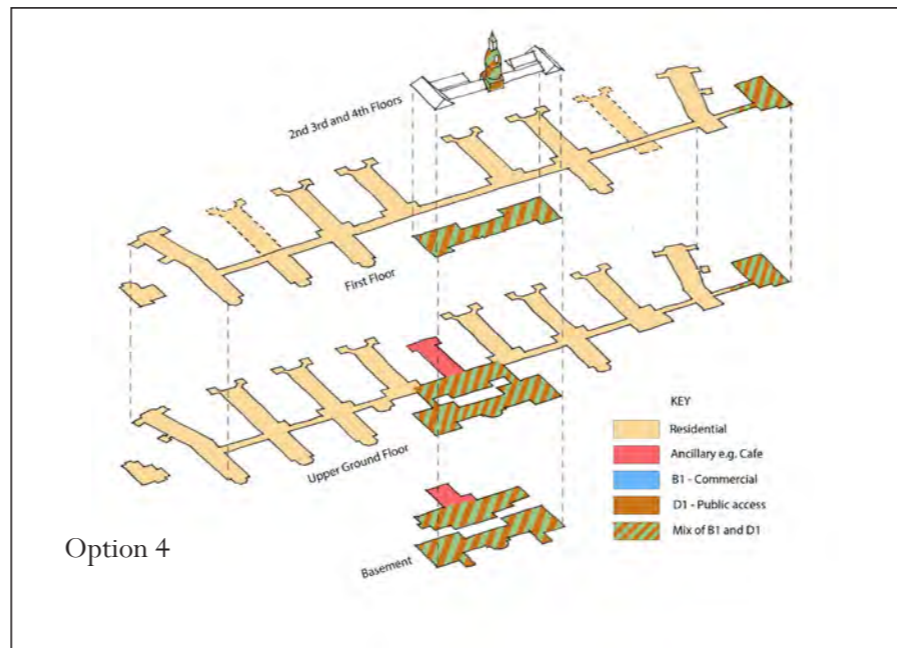 2nd 3rd and 4th Floors
First Floor
Upper Ground Floor
KEY
Residential
Ancillary e.g. Cafe
B1 - Commercial
D1 - Public access
Mix of B1 and D1
Option 4
Basement